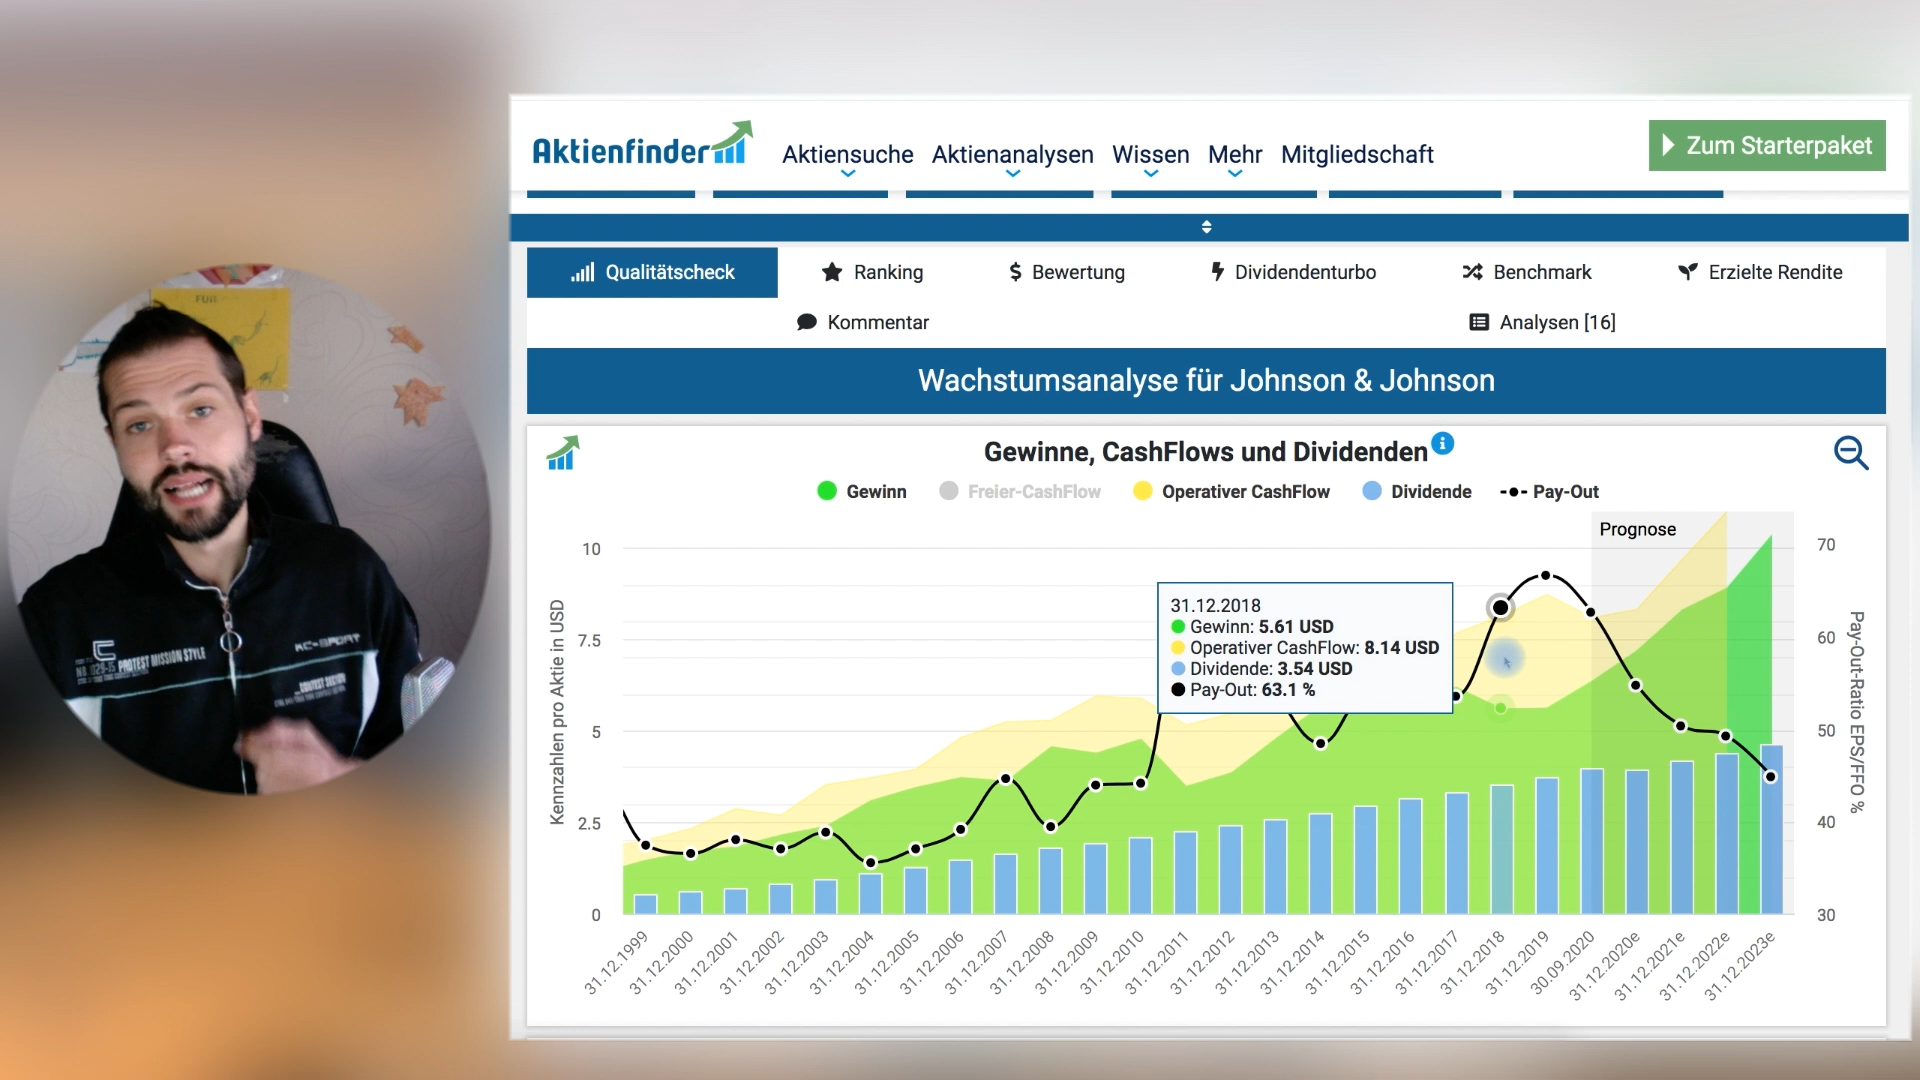 Aktienfinder
Aktiensuche Aktienanalysen Wissen Mehr Mitgliedschaft
Zum Starterpaket
Qualitätscheck Ranking $ Bewertung Dividendenturbo Benchmark Erzielte Rendite
Kommentar Analysen [16]
Wachstumsanalyse für Johnson & Johnson
Gewinne, CashFlows und Dividenden i
Gewinn Freier-CashFlow Operativer CashFlow Dividende Pay-Out
Prognose
Kennzahlen pro Aktie in USD
10
7.5
5
2.5
0
31.12.2018
Gewinn: 5.61 USD
Operativer CashFlow: 8.14 USD
Dividende: 3.54 USD
Pay-Out: 63.1 %
70
60
50
40
30
Pay-Out-Ratio EPS/FFO %
31.12.1999 31.12.2000 31.12.2001 31.12.2002 31.12.2003 31.12.2004 31.12.2005 31.12.2006 31.12.2007 31.12.2008 31.12.2009 31.12.2010 31.12.2011 31.12.2012 31.12.2013 31.12.2014 31.12.2015 31.12.2016 31.12.2017 31.12.2018 31.12.2019 30.09.2020 31.12.2020e 31.12.2021e 31.12.2022e 31.12.2023e
PROTEST MISSION STYLE
KC-SPORT